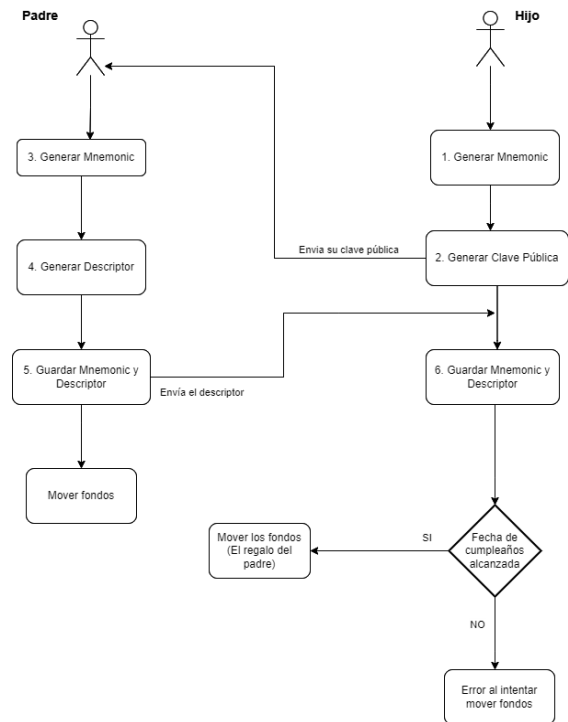 Padre
Hijo
3. Generar Mnemonic
1. Generar Mnemonic
Envia su clave pública
4. Generar Descriptor
2. Generar Clave Pública
5. Guardar Mnemonic y
Descriptor
Envía el descriptor
6. Guardar Mnemonic y
Descriptor
Mover fondos
Mover los fondos
(El regalo del
padre)
SI
Fecha de
cumpleaños
alcanzada
NO
Error al intentar
mover fondos